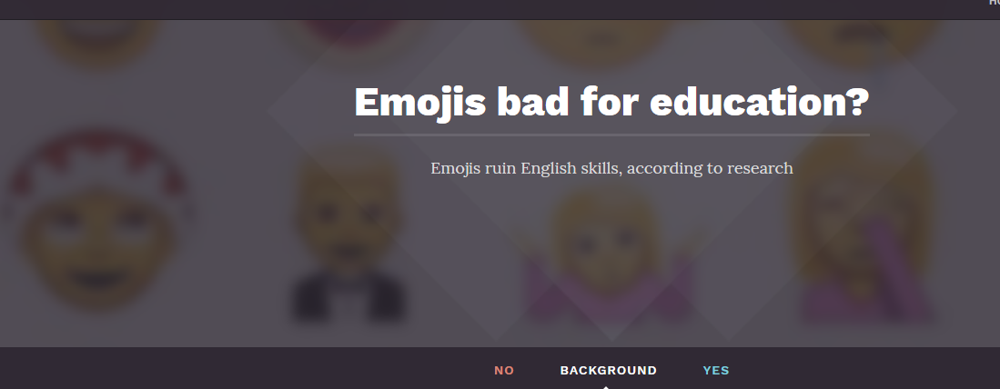 Emojis bad for education?
Emojis ruin English skills, according to research
NO BACKGROUND YES